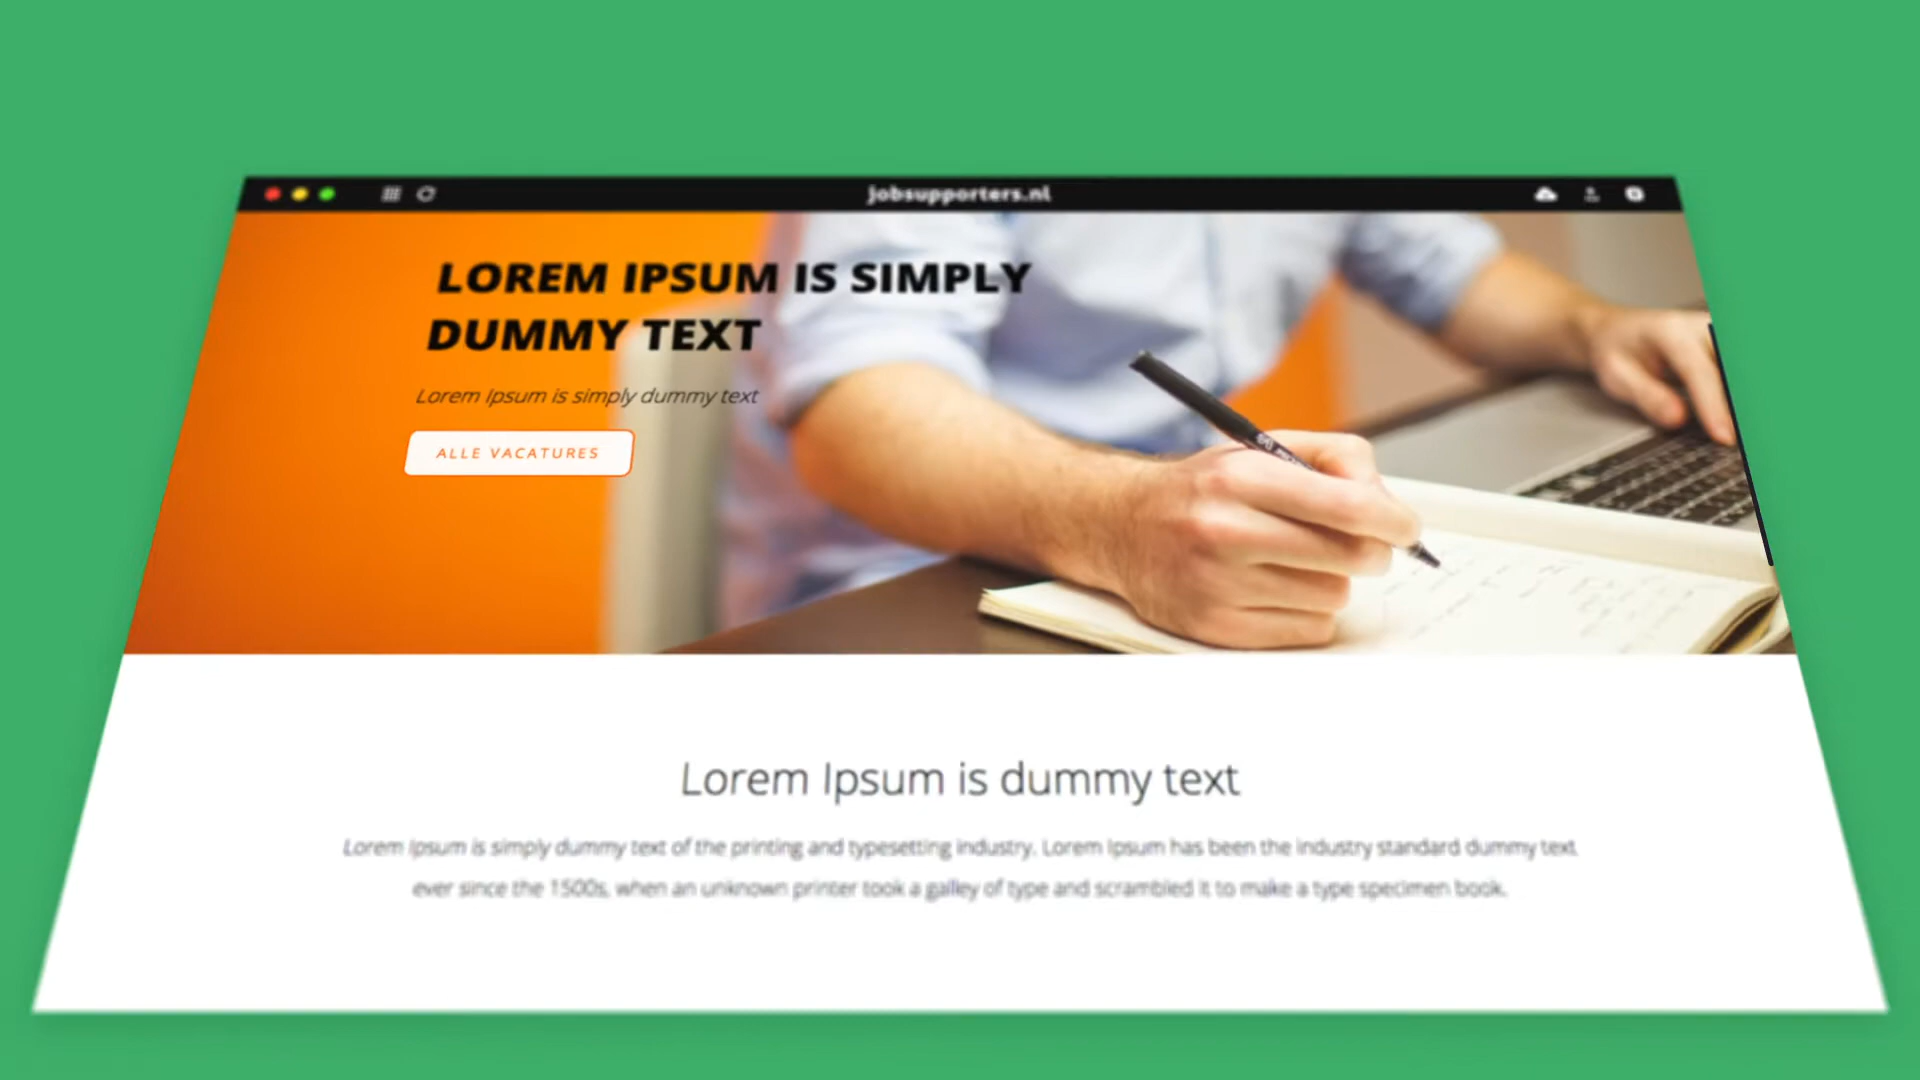 jobsupporters.nl
LOREM IPSUM IS SIMPLY
DUMMY TEXT
Lorem Ipsum is simply dummy text
ALLE VACATURES
Lorem Ipsum is dummy text
Lorem Ipsum is simply dummy text of the printing and typesetting industry. Lorem Ipsum has been the industry standard dummy text
ever since the 1500s, when an unknown printer took a galley of type and scrambled it to make a type specimen book.